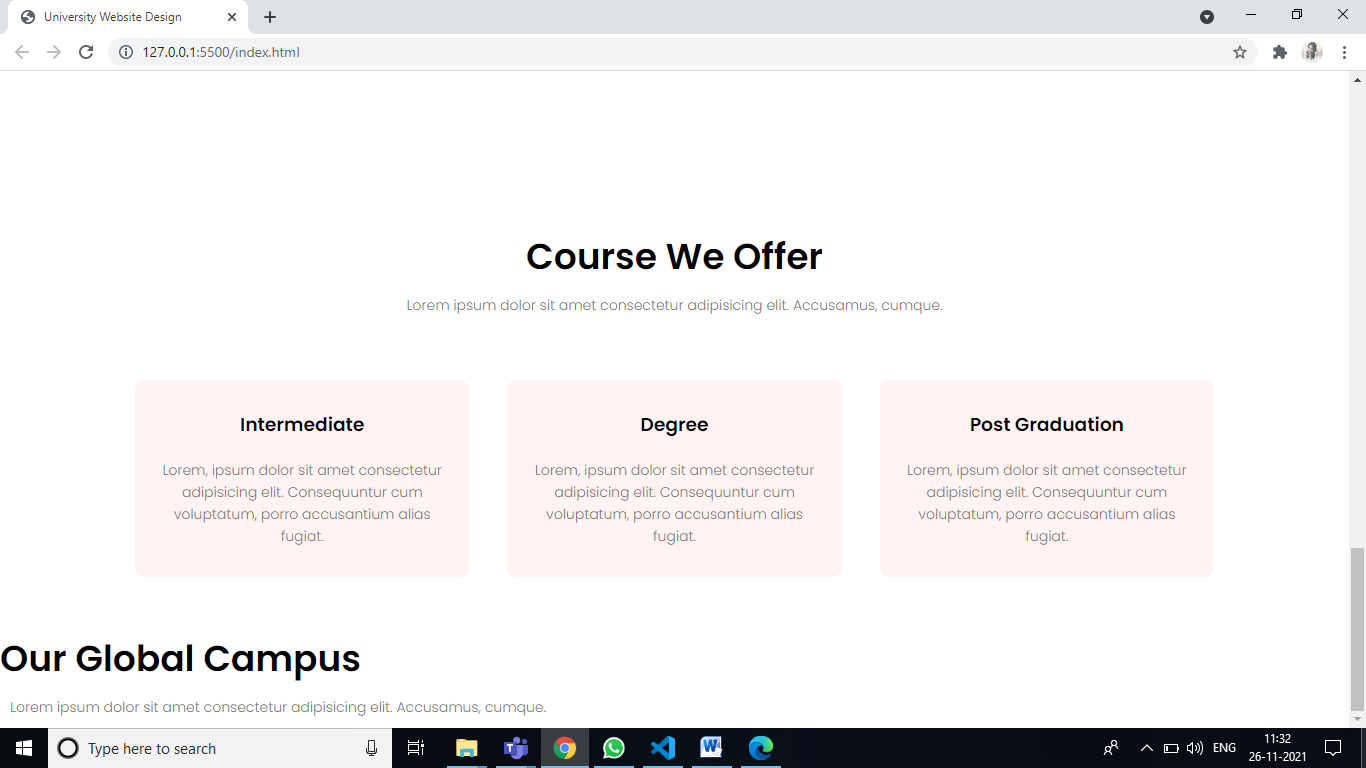 University Website Design
127.0.0.1:5500/index.html
Course We Offer
Lorem ipsum dolor sit amet consectetur adipisicing elit. Accusamus, cumque.
Intermediate
Lorem, ipsum dolor sit amet consectetur
adipisicing elit. Consequuntur cum
voluptatum, porro accusantium alias
fugiat.
Degree
Lorem, ipsum dolor sit amet consectetur
adipisicing elit. Consequuntur cum
voluptatum, porro accusantium alias
fugiat.
Post Graduation
Lorem, ipsum dolor sit amet consectetur
adipisicing elit. Consequuntur cum
voluptatum, porro accusantium alias
fugiat.
Our Global Campus
Lorem ipsum dolor sit amet consectetur adipisicing elit. Accusamus, cumque.
Type here to search
ENG
11:32
26-11-2021